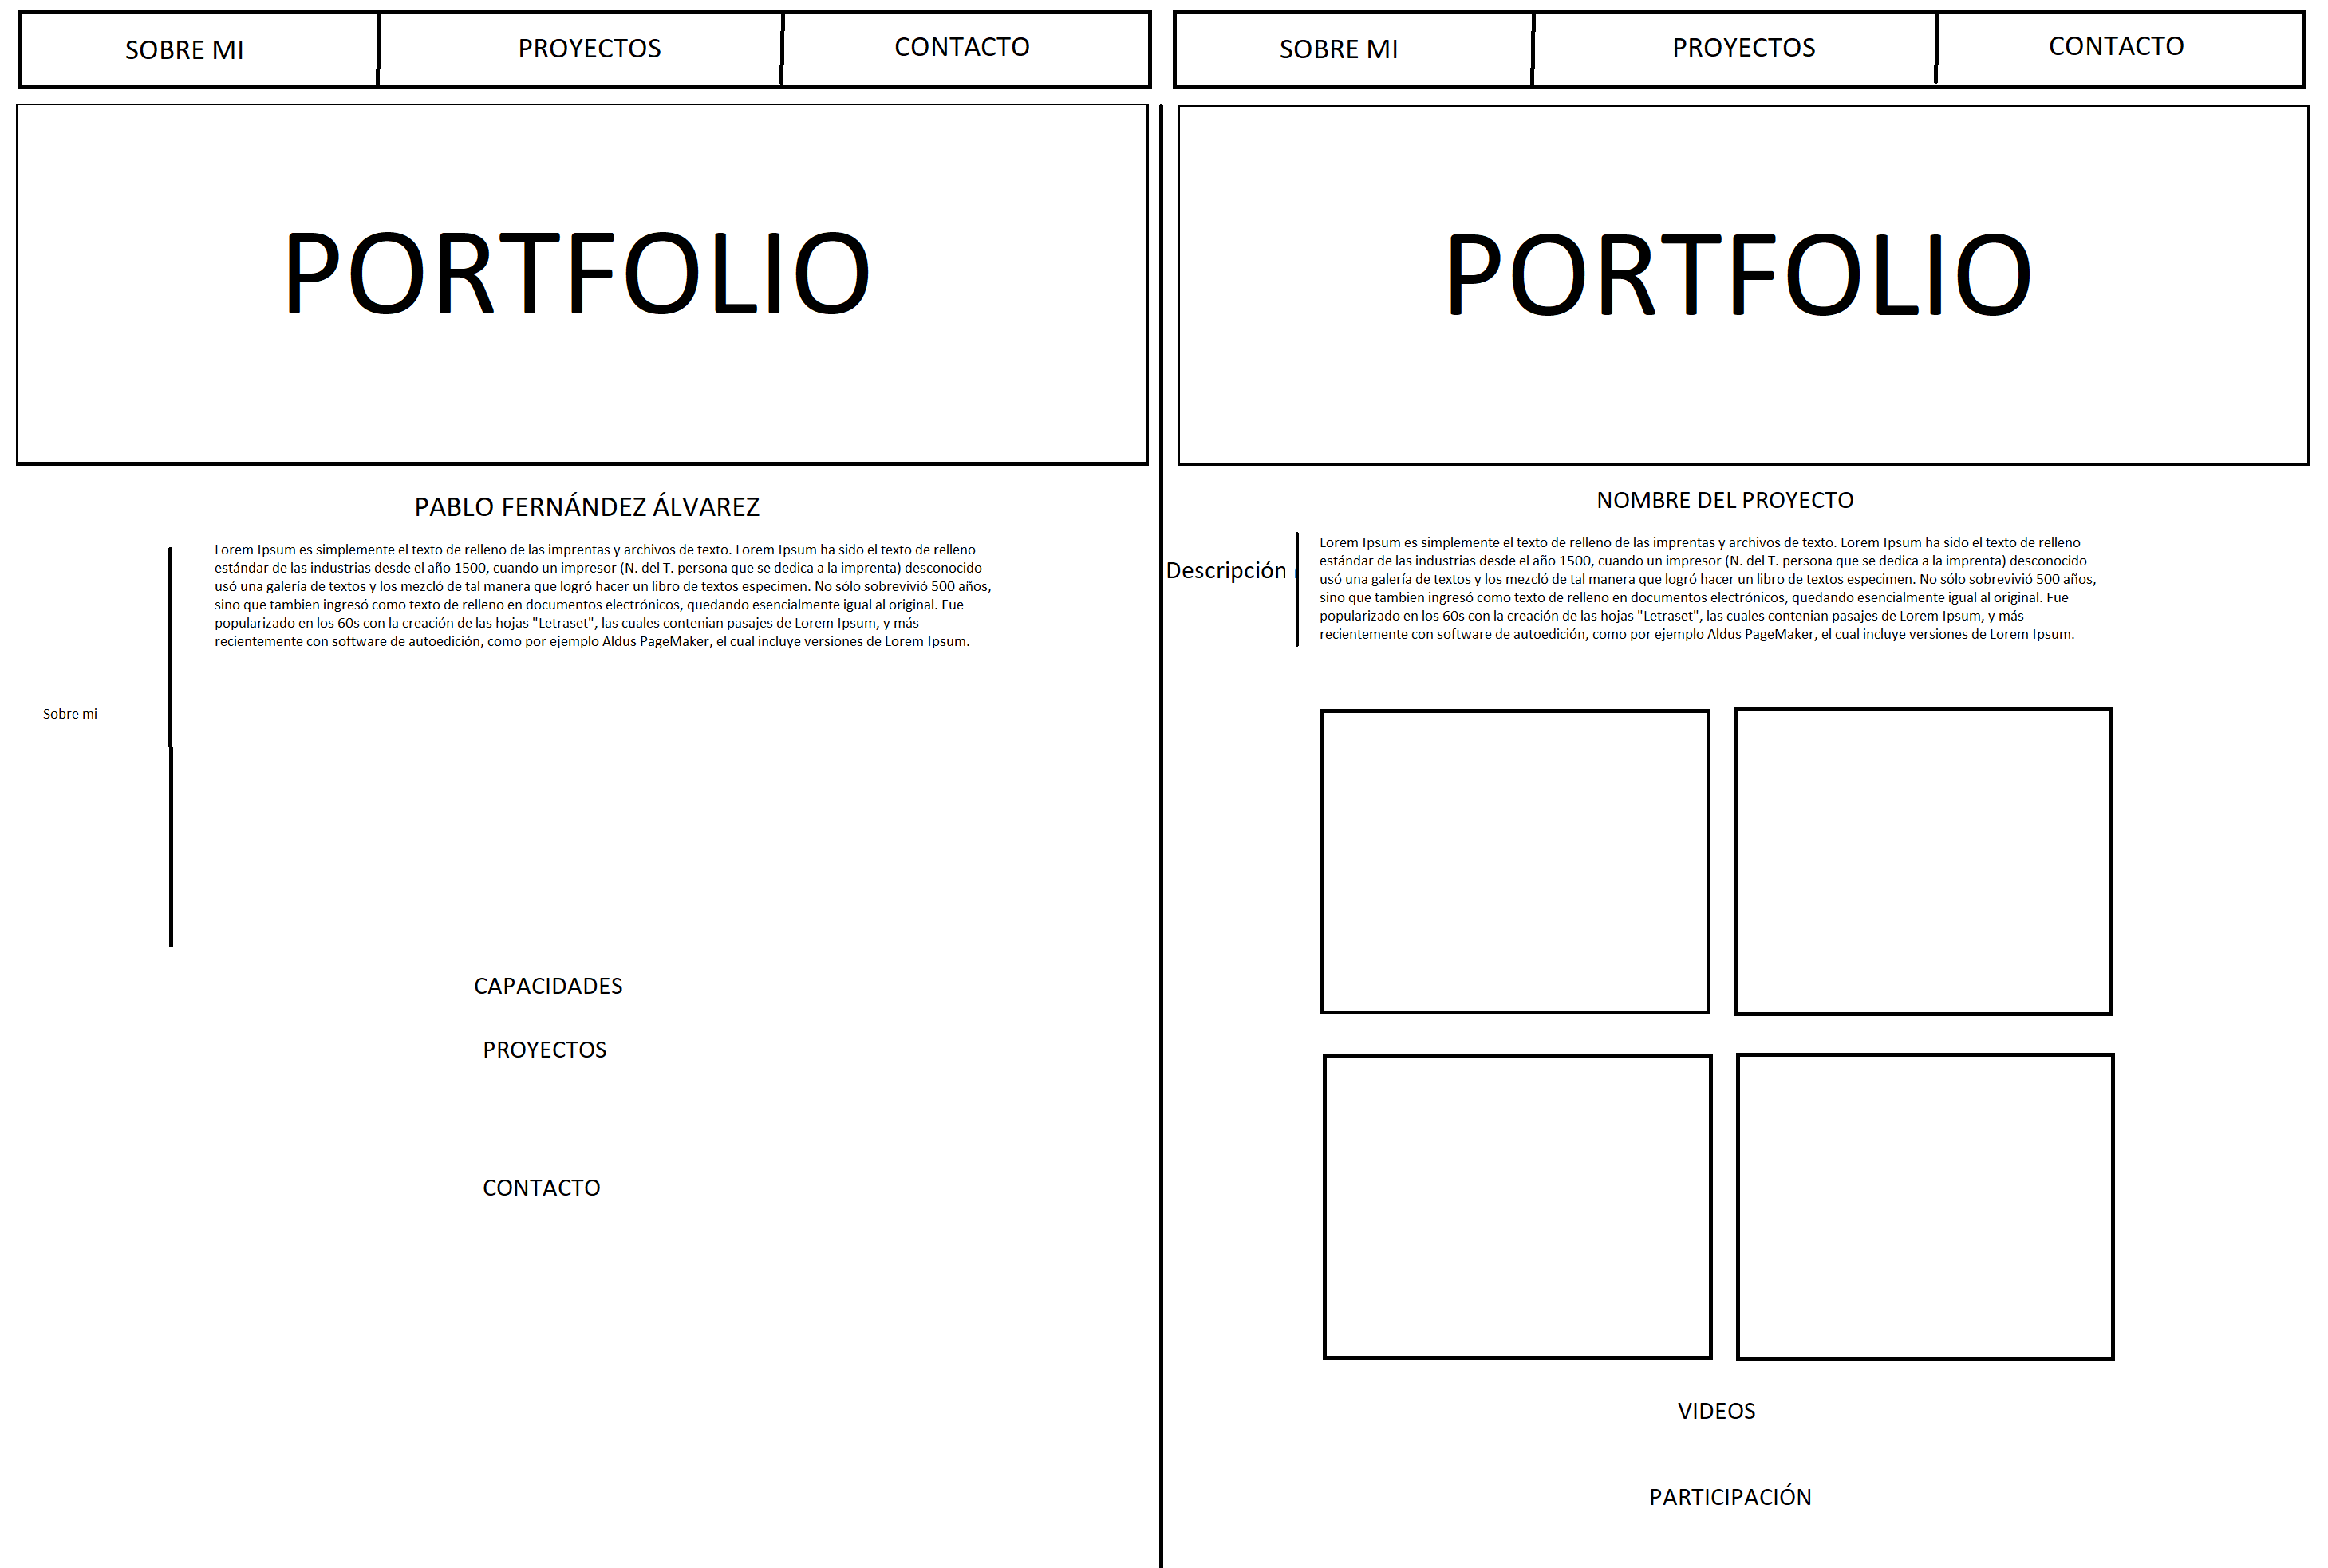 SOBRE MI
PROYECTOS
CONTACTO
PORTFOLIO
PABLO FERNÁNDEZ ÁLVAREZ
Lorem Ipsum es simplemente el texto de relleno de las imprentas y archivos de texto. Lorem Ipsum ha sido el texto de relleno
estándar de las industrias desde el año 1500, cuando un impresor (N. del T. persona que se dedica a la imprenta) desconocido
usó una galería de textos y los mezcló de tal manera que logró hacer un libro de textos especimen. No sólo sobrevivió 500 años,
sino que tambien ingresó como texto de relleno en documentos electrónicos, quedando esencialmente igual al original. Fue
popularizado en los 60s con la creación de las hojas "Letraset", las cuales contenian pasajes de Lorem Ipsum, y más
recientemente con software de autoedición, como por ejemplo Aldus PageMaker, el cual incluye versiones de Lorem Ipsum.
Sobre mi
CAPACIDADES
PROYECTOS
CONTACTO
SOBRE MI
PROYECTOS
CONTACTO
PORTFOLIO
NOMBRE DEL PROYECTO
Descripción
Lorem Ipsum es simplemente el texto de relleno de las imprentas y archivos de texto. Lorem Ipsum ha sido el texto de relleno
estándar de las industrias desde el año 1500, cuando un impresor (N. del T. persona que se dedica a la imprenta) desconocido
usó una galería de textos y los mezcló de tal manera que logró hacer un libro de textos especimen. No sólo sobrevivió 500 años,
sino que tambien ingresó como texto de relleno en documentos electrónicos, quedando esencialmente igual al original. Fue
popularizado en los 60s con la creación de las hojas "Letraset", las cuales contenian pasajes de Lorem Ipsum, y más
recientemente con software de autoedición, como por ejemplo Aldus PageMaker, el cual incluye versiones de Lorem Ipsum.
VIDEOS
PARTICIPACIÓN